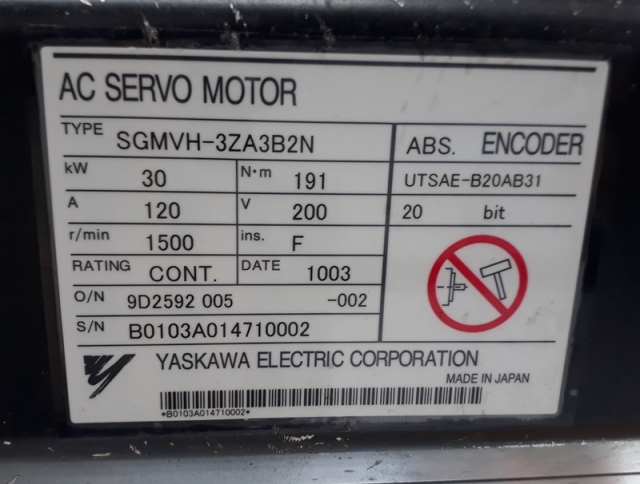 AC SERVO MOTOR
TYPE SGMVH-3ZA3B2N
ABS. ENCODER
kW 30 N·m 191
UTSAE-B20AB31
A 120 V 200
20 bit
r/min 1500 ins. F
RATING CONT. DATE 1003
O/N 9D2592 005 -002
S/N B0103A014710002
YASKAWA ELECTRIC CORPORATION
MADE IN JAPAN
*B0103A014710002*